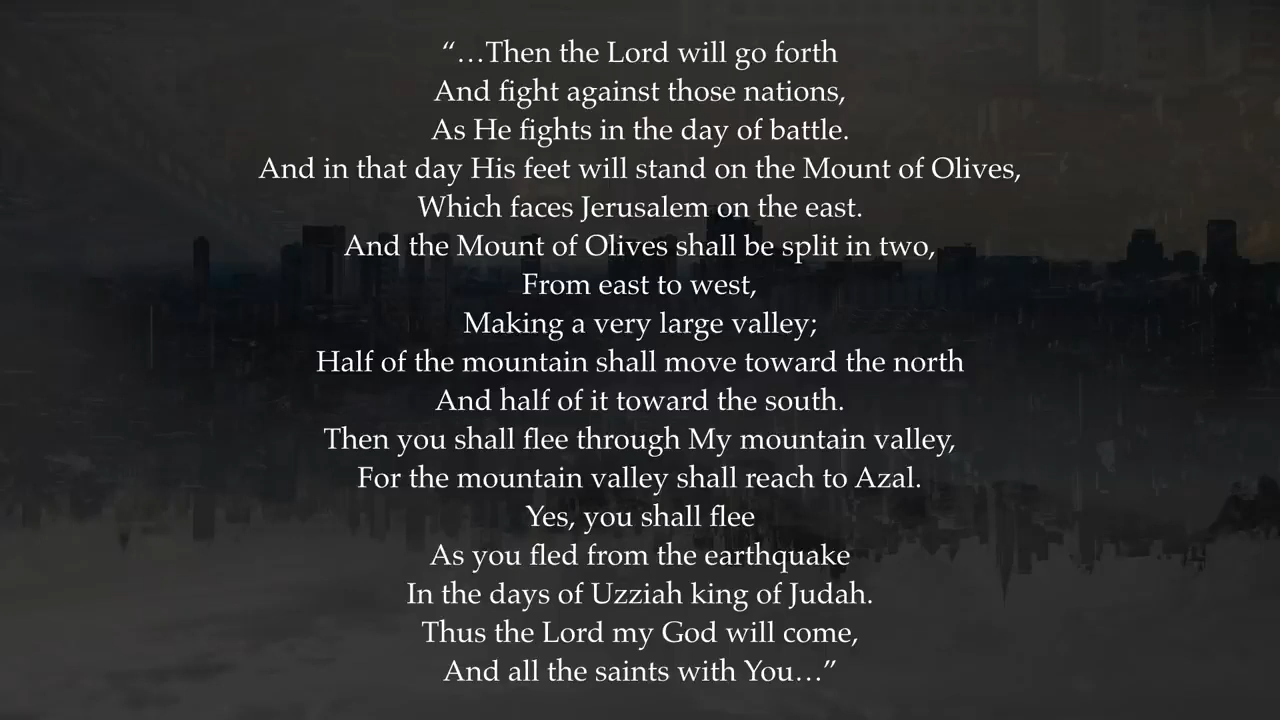 “…Then the Lord will go forth
And fight against those nations,
As He fights in the day of battle.
And in that day His feet will stand on the Mount of Olives,
Which faces Jerusalem on the east.
And the Mount of Olives shall be split in two,
From east to west,
Making a very large valley;
Half of the mountain shall move toward the north
And half of it toward the south.
Then you shall flee through My mountain valley,
For the mountain valley shall reach to Azal.
Yes, you shall flee
As you fled from the earthquake
In the days of Uzziah king of Judah.
Thus the Lord my God will come,
And all the saints with You…”